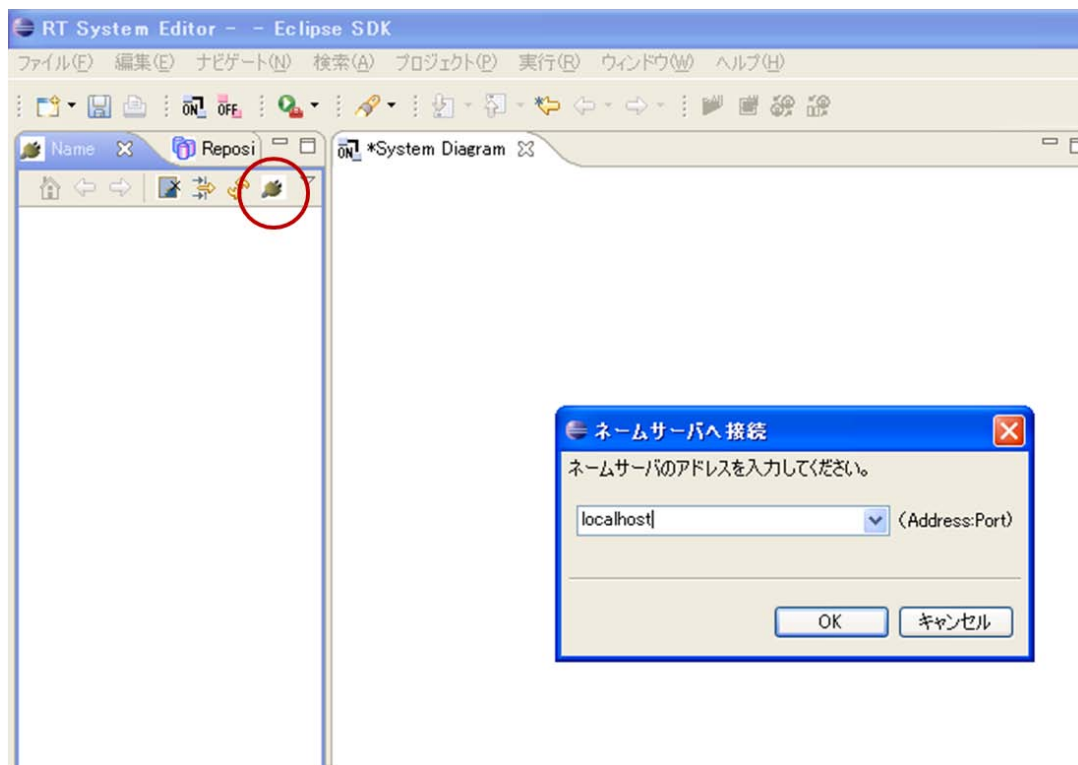 RT System Editor - - Eclipse SDK
ファイル(F) 編集(E) ナビゲート(N) 検索(A) プロジェクト(P) 実行(R) ウィンドウ(W) ヘルプ(H)
ON OFF
Name Reposi ON *System Diagram
ネームサーバへ接続
ネームサーバのアドレスを入力してください。
localhost (Address:Port)
OK キャンセル